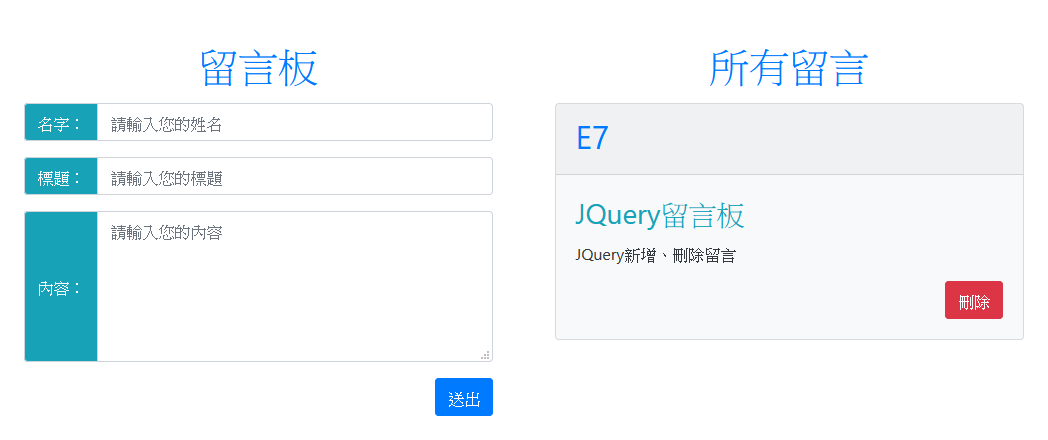 留言板
名字：
請輸入您的姓名
標題：
請輸入您的標題
內容：
請輸入您的內容
送出
所有留言
E7
JQuery留言板
JQuery新增、刪除留言
刪除